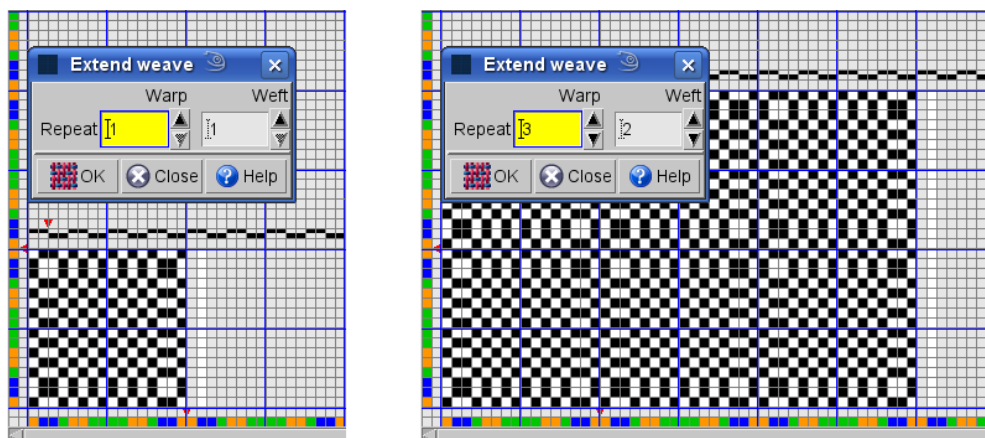 Extend weave
Warp Weft
Repeat 1 1
OK Close Help
Extend weave
Warp Weft
Repeat 3 2
OK Close Help